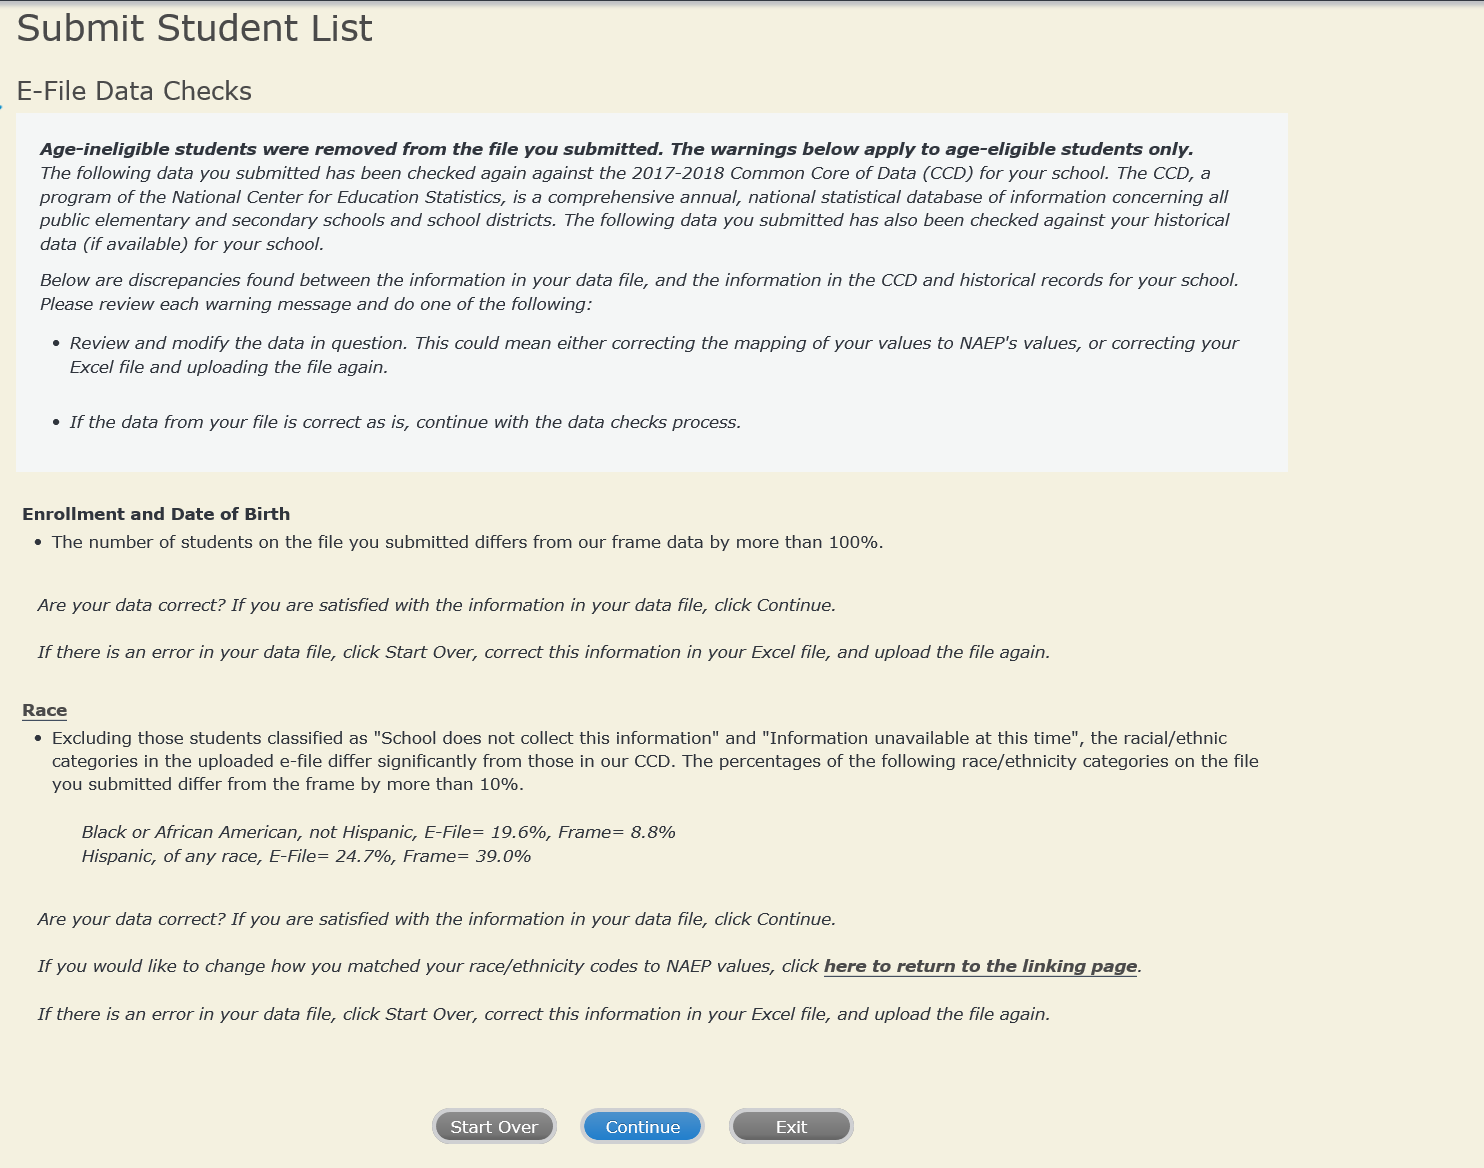 Submit Student List
E-File Data Checks
Age-ineligible students were removed from the file you submitted. The warnings below apply to age-eligible students only.
The following data you submitted has been checked again against the 2017-2018 Common Core of Data (CCD) for your school. The CCD, a
program of the National Center for Education Statistics, is a comprehensive annual, national statistical database of information concerning all
public elementary and secondary schools and school districts. The following data you submitted has also been checked against your historical
data (if available) for your school.
Below are discrepancies found between the information in your data file, and the information in the CCD and historical records for your school.
Please review each warning message and do one of the following:
• Review and modify the data in question. This could mean either correcting the mapping of your values to NAEP's values, or correcting your
Excel file and uploading the file again.
• If the data from your file is correct as is, continue with the data checks process.
Enrollment and Date of Birth
• The number of students on the file you submitted differs from our frame data by more than 100%.
Are your data correct? If you are satisfied with the information in your data file, click Continue.
If there is an error in your data file, click Start Over, correct this information in your Excel file, and upload the file again.
Race
• Excluding those students classified as "School does not collect this information" and "Information unavailable at this time", the racial/ethnic
categories in the uploaded e-file differ significantly from those in our CCD. The percentages of the following race/ethnicity categories on the file
you submitted differ from the frame by more than 10%.
Black or African American, not Hispanic, E-File= 19.6%, Frame= 8.8%
Hispanic, of any race, E-File= 24.7%, Frame= 39.0%
Are your data correct? If you are satisfied with the information in your data file, click Continue.
If you would like to change how you matched your race/ethnicity codes to NAEP values, click here to return to the linking page.
If there is an error in your data file, click Start Over, correct this information in your Excel file, and upload the file again.
Start Over Continue Exit